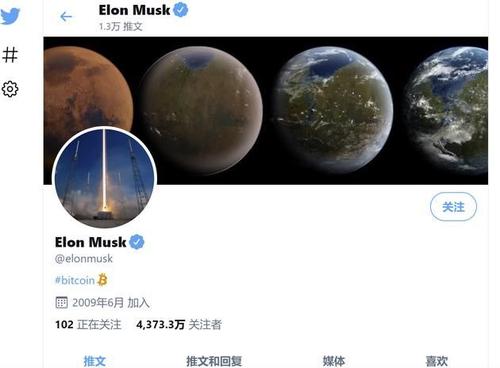 Elon Musk
1.3万 推文
关注
Elon Musk
@elonmusk
#bitcoin
2009年6月 加入
102 正在关注 4,373.3万 关注者
推文 推文和回复 媒体 喜欢